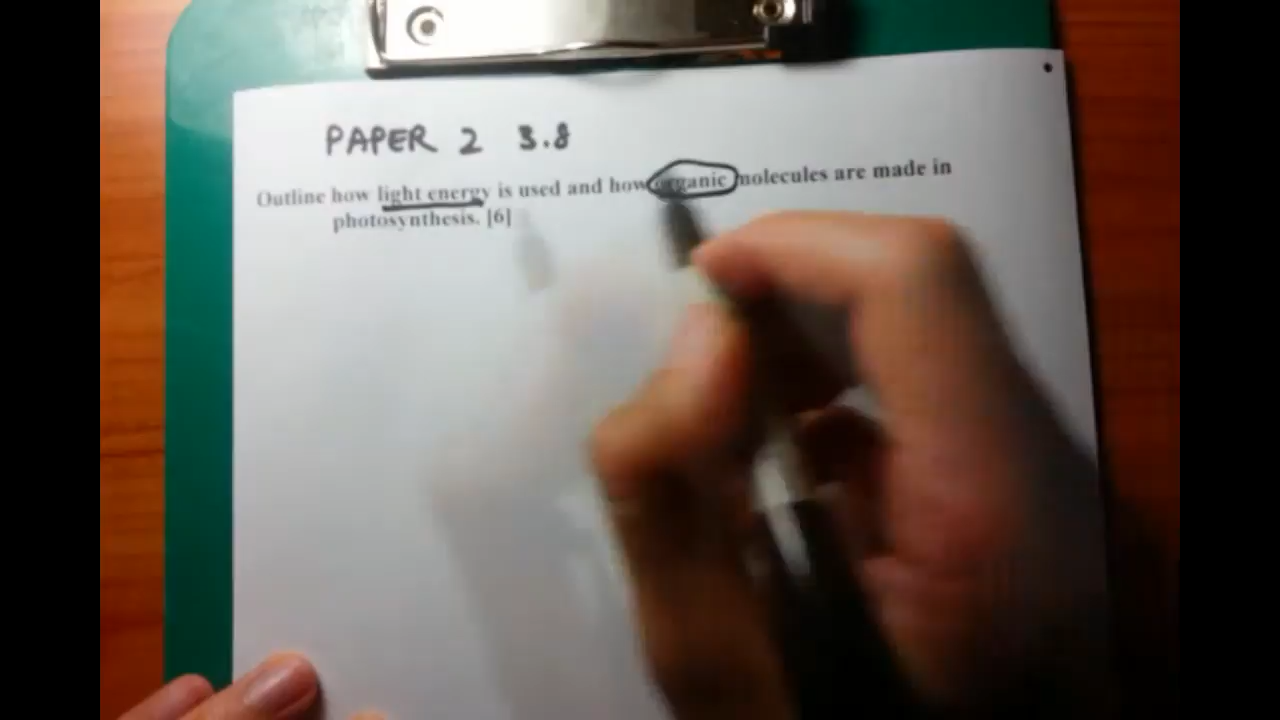 PAPER 2 3.8
Outline how light energy is used and how organic molecules are made in
photosynthesis. [6]